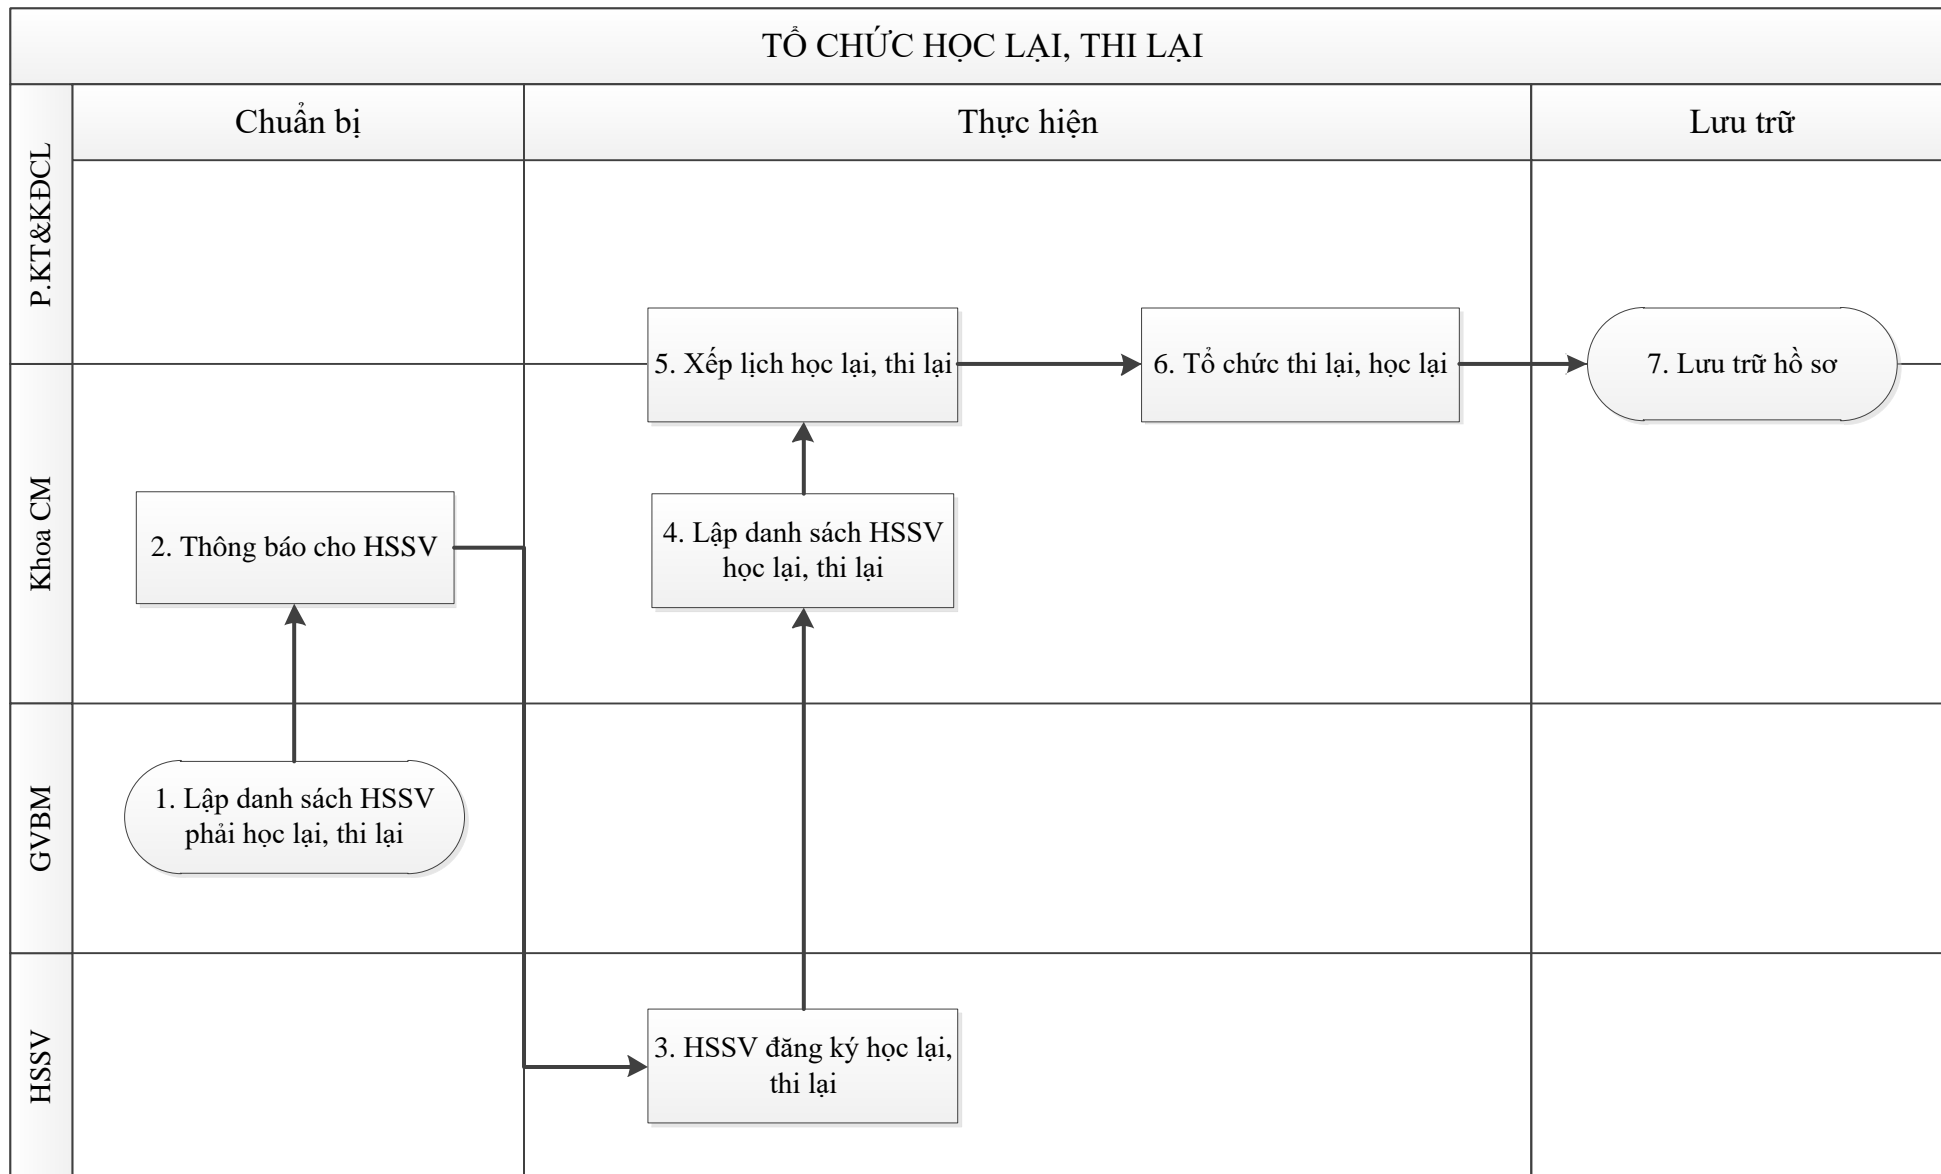 TỔ CHỨC HỌC LẠI, THI LẠI
Chuẩn bị
Thực hiện
Lưu trữ
P.KT&KĐCL
5. Xếp lịch học lại, thi lại
6. Tổ chức thi lại, học lại
7. Lưu trữ hồ sơ
Khoa CM
2. Thông báo cho HSSV
4. Lập danh sách HSSV
học lại, thi lại
GVBM
1. Lập danh sách HSSV
phải học lại, thi lại
HSSV
3. HSSV đăng ký học lại,
thi lại